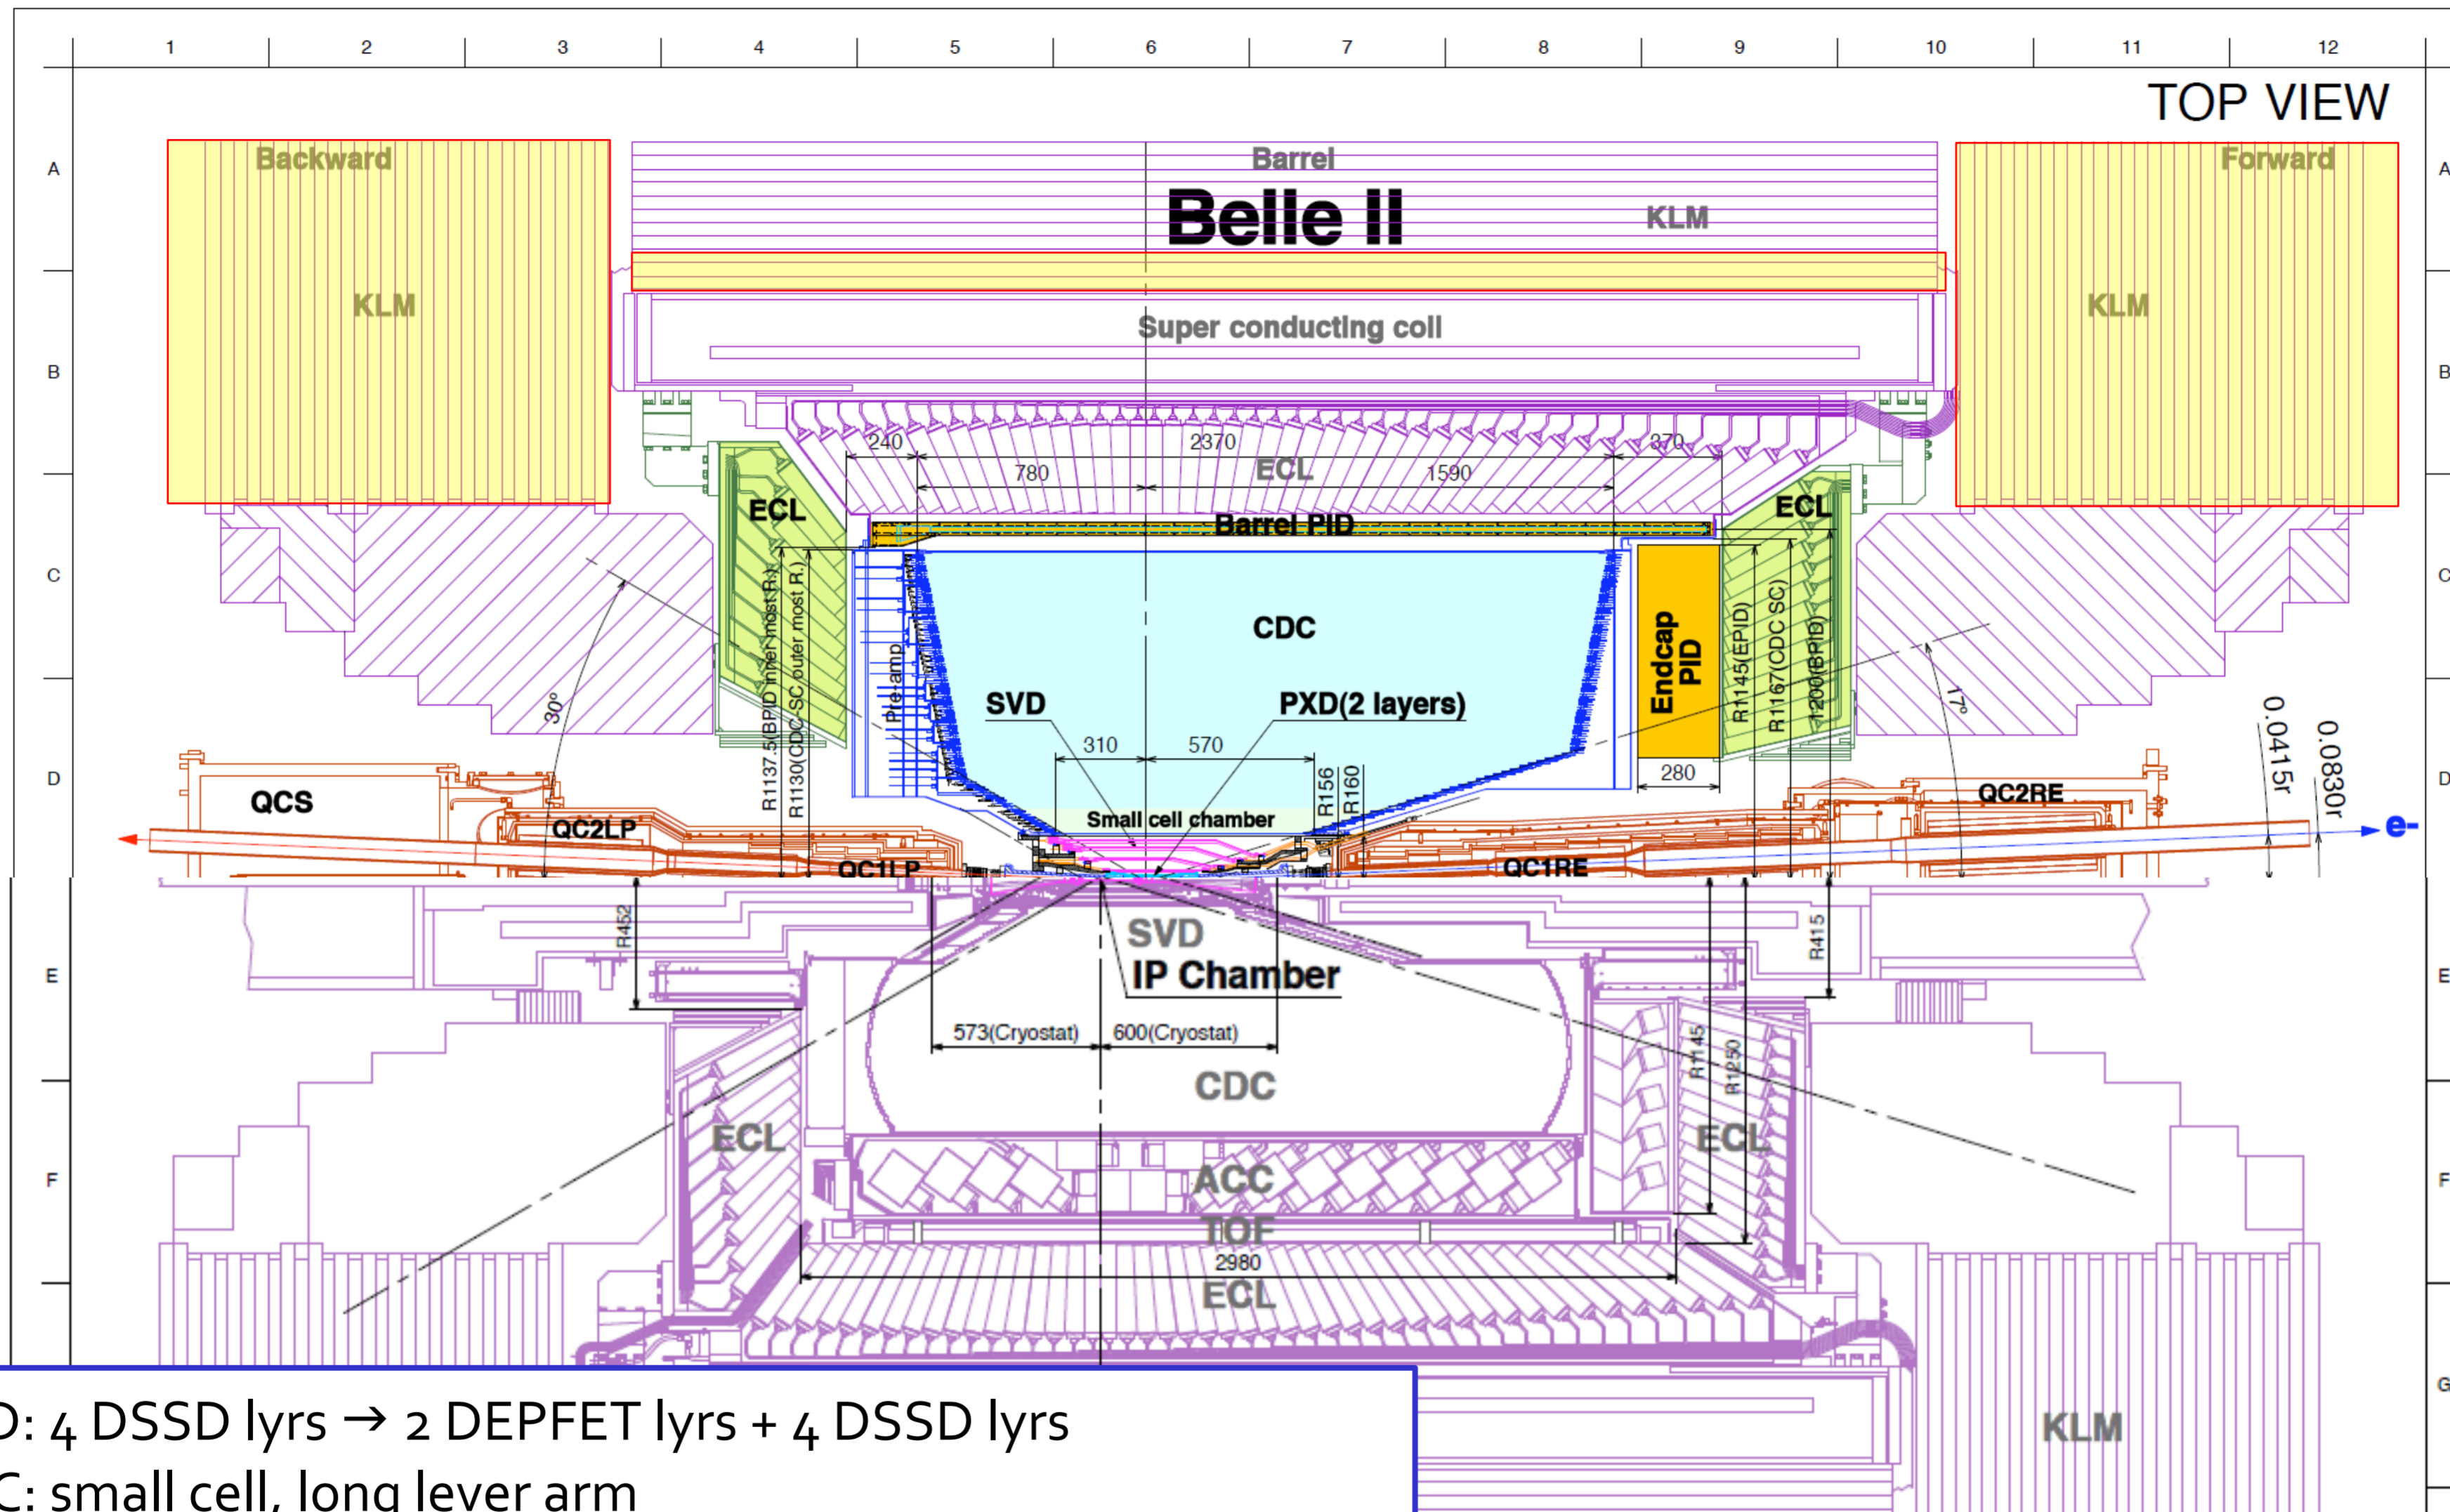 1 2 3 4 5 6 7 8 9 10 11 12
TOP VIEW
A Backward Barrel Forward A
Belle II KLM
KLM KLM
Super conducting coil
B B
240 2370 370
780 ECL 1590
ECL ECL
Barrel PID
C C
R1137.5(BPID inner most R.)
R1130(CDC-SC outer most R.)
Pre-amp
CDC
Endcap
PID
R1145(EPID)
R1167(CDC SC)
1200(BPID)
30°
17°
SVD PXD(2 layers)
0.0415r
0.0830r
310 570
R156
R160
280
D D
QCS QC2RE
Small cell chamber
QC2LP e-
QC1LP QC1RE
R452
R415
SVD
IP Chamber
E E
573(Cryostat) 600(Cryostat)
R1145
R1250
CDC
ECL ECL
F ACC F
TOF
2980
ECL
G
D: 4 DSSD lyrs → 2 DEPFET lyrs + 4 DSSD lyrs
KLM
C: small cell, long lever arm